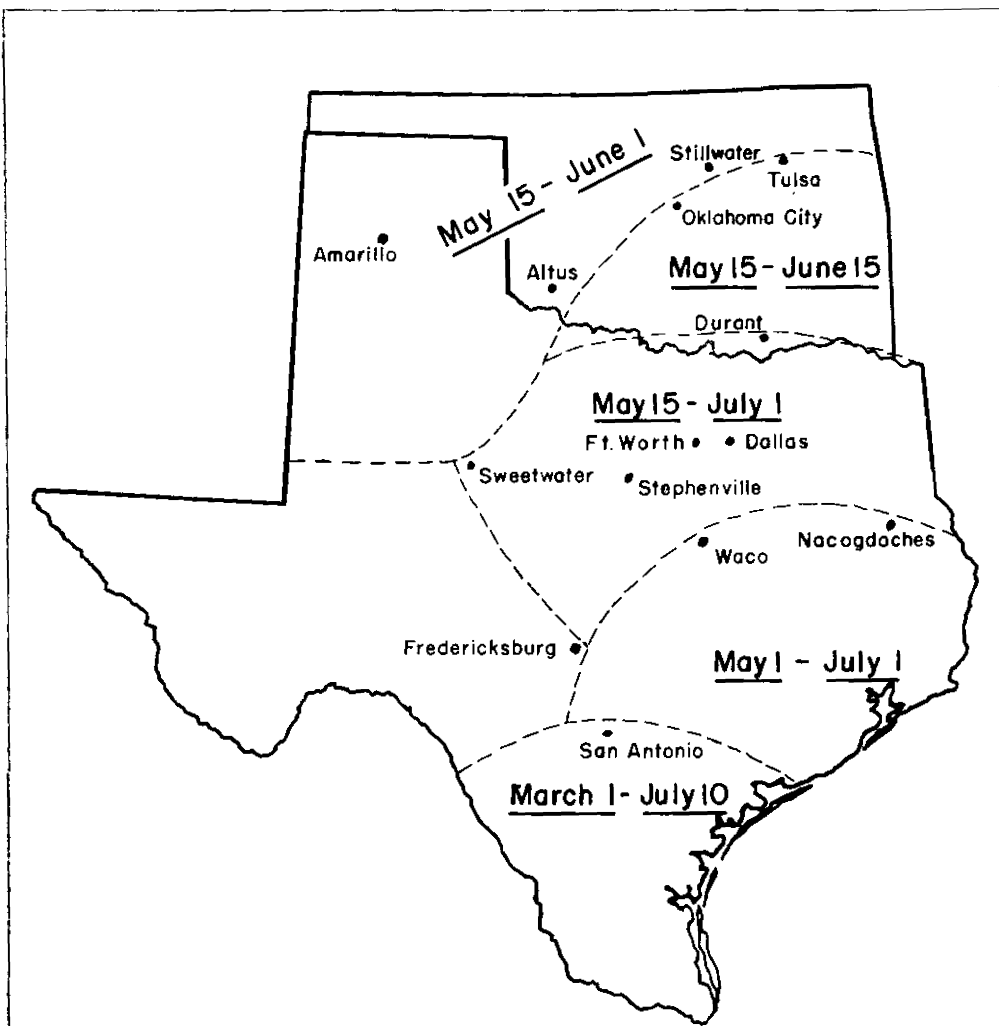 May 15 - June 1
Stillwater
Tulsa
Oklahoma City
Amarillo
Altus
May 15 - June 15
Durant
May 15 - July 1
Ft. Worth
Dallas
Sweetwater
Stephenville
Nacogdoches
Waco
Fredericksburg
May 1 - July 1
San Antonio
March 1 - July 10